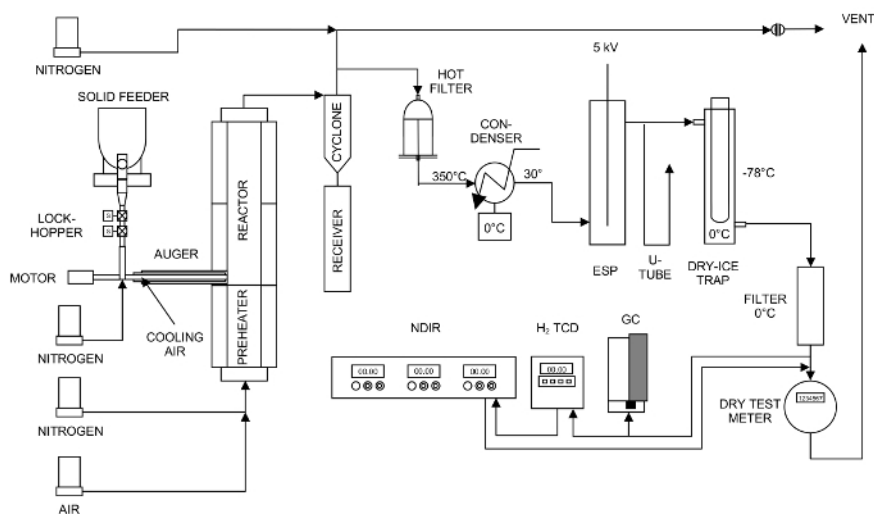 NITROGEN
SOLID FEEDER
LOCK-
HOPPER
MOTOR
AUGER
COOLING
AIR
NITROGEN
NITROGEN
AIR
REACTOR
PREHEATER
CYCLONE
RECEIVER
HOT
FILTER
350°C
CON-
DENSER
30°
0°C
5 kV
ESP
U-
TUBE
-78°C
0°C
DRY-ICE
TRAP
VENT
FILTER
0°C
NDIR
00.00
00.00
00.00
H₂ TCD
00.00
GC
DRY TEST
METER
1234567